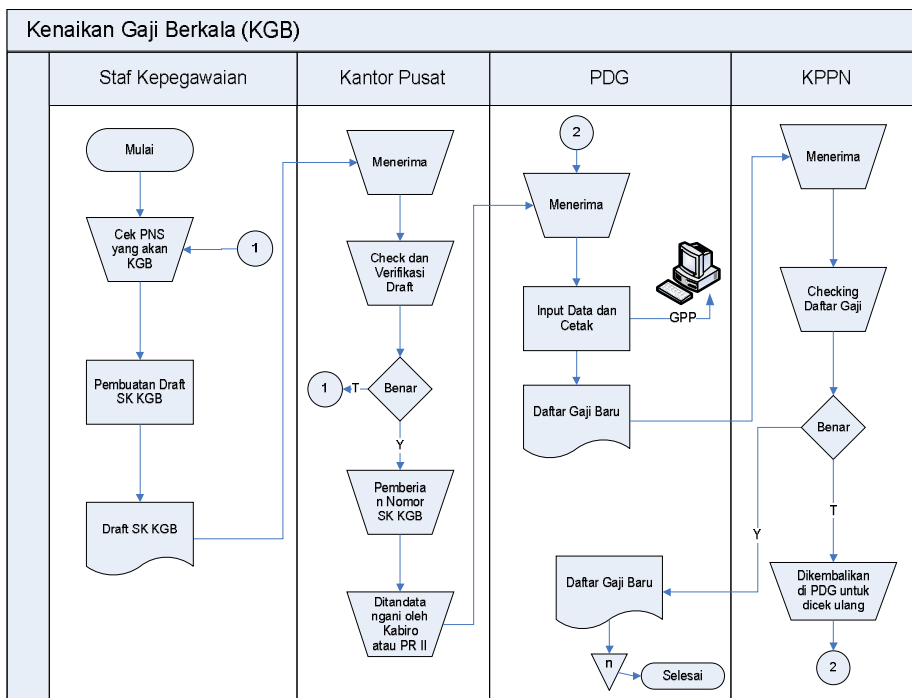 Kenaikan Gaji Berkala (KGB)
Staf Kepegawaian
Kantor Pusat
PDG
KPPN
Mulai
Cek PNS
yang akan
KGB
1
Pembuatan Draft
SK KGB
Draft SK KGB
Menerima
Check dan
Verifikasi
Draft
Benar
T
1
Y
Pemberia
n Nomor
SK KGB
Ditandata
ngani oleh
Kabiro
atau PR II
2
Menerima
Input Data dan
Cetak
GPP
Daftar Gaji Baru
Daftar Gaji Baru
n
Selesai
Menerima
Checking
Daftar Gaji
Benar
Y
T
Dikembalikan
di PDG untuk
dicek ulang
2